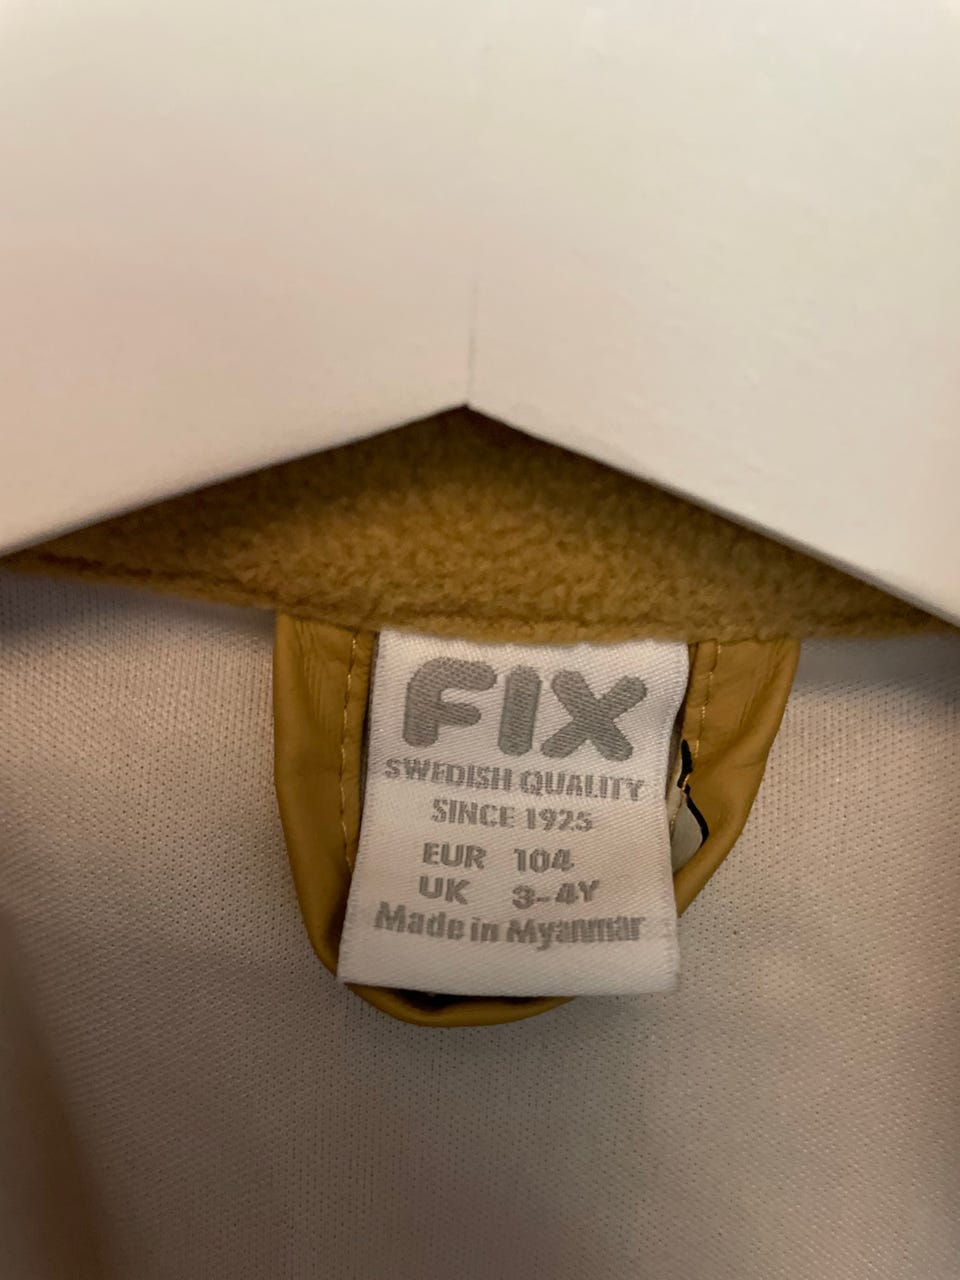 FIX
SWEDISH QUALITY
SINCE 1925
EUR 104
UK 3-4Y
Made in Myanmar